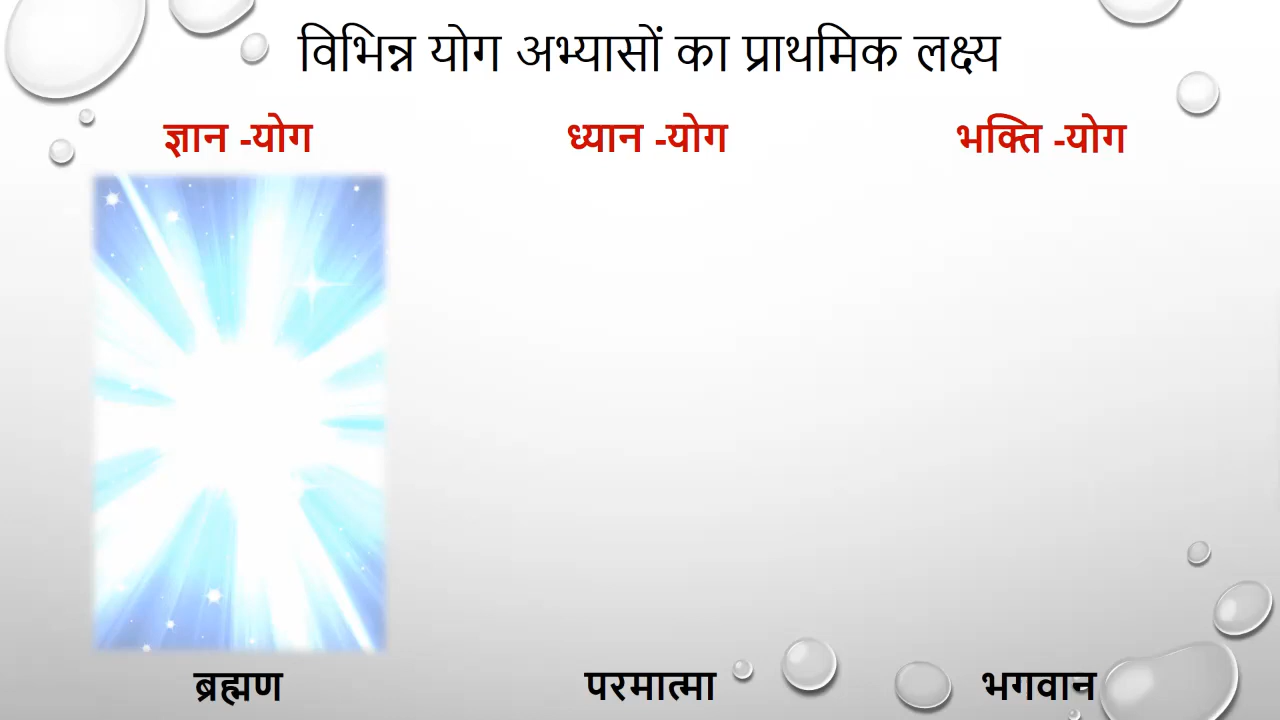 विभिन्न योग अभ्यासों का प्राथमिक लक्ष्य
ज्ञान -योग
ध्यान -योग
भक्ति -योग
ब्रह्मण
परमात्मा
भगवान